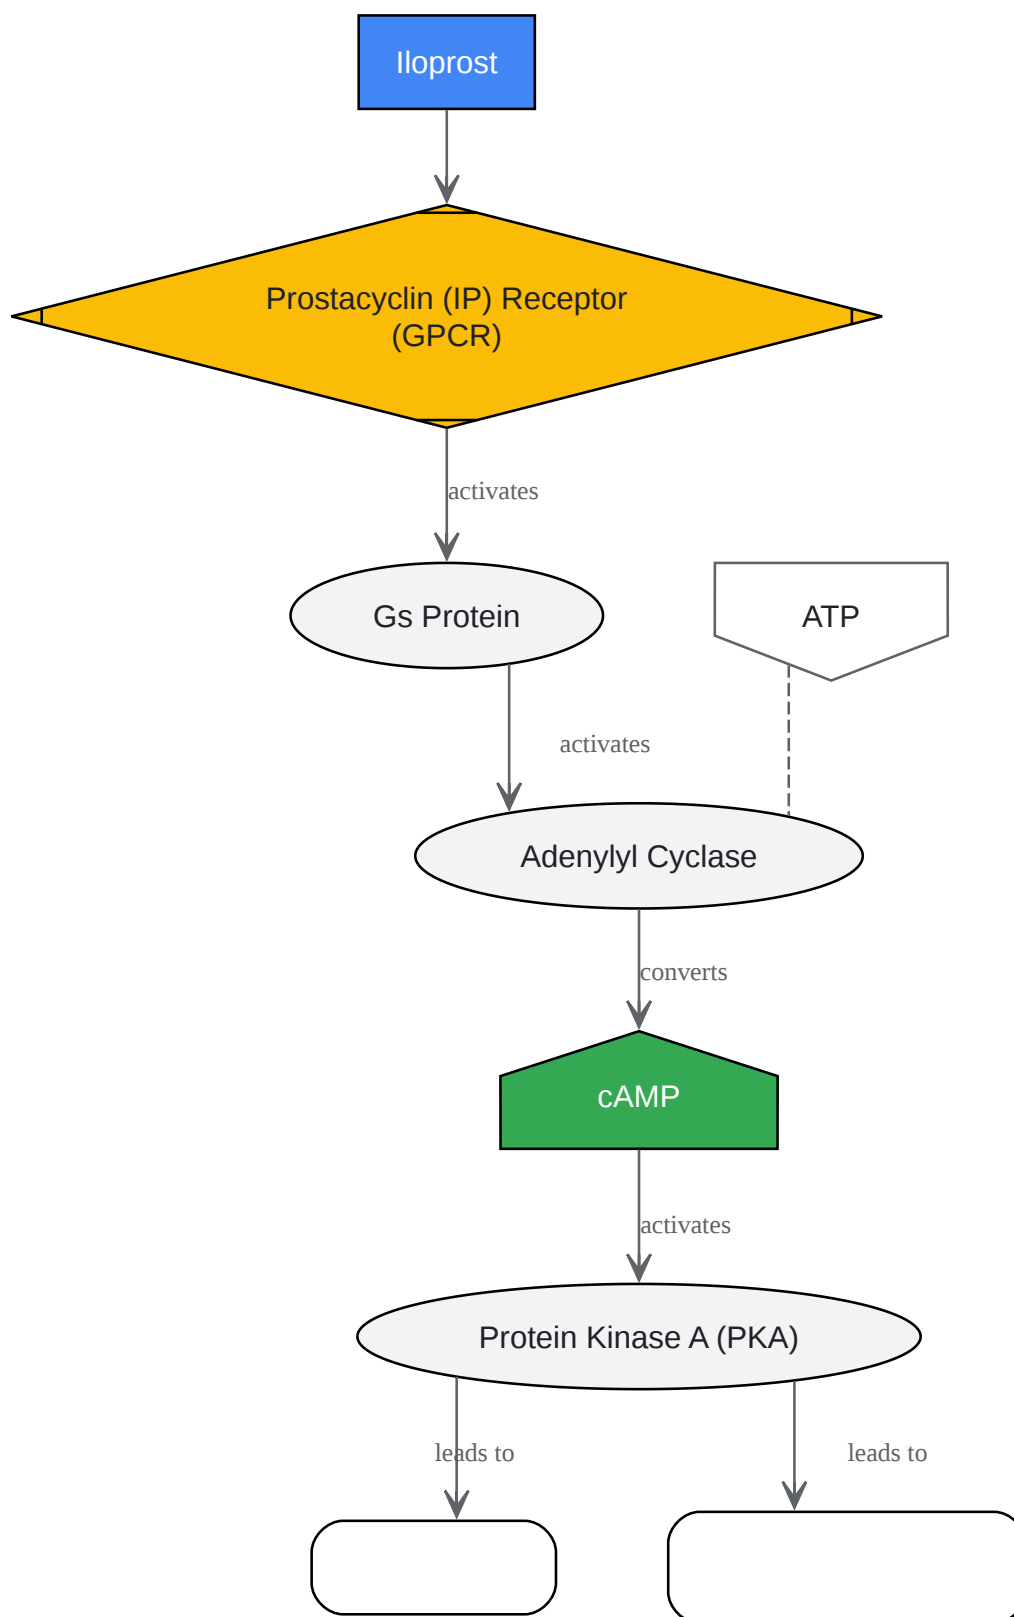 Iloprost
Prostacyclin (IP) Receptor
(GPCR)
activates
Gs Protein
ATP
activates
Adenylyl Cyclase
converts
cAMP
activates
Protein Kinase A (PKA)
leads to
leads to